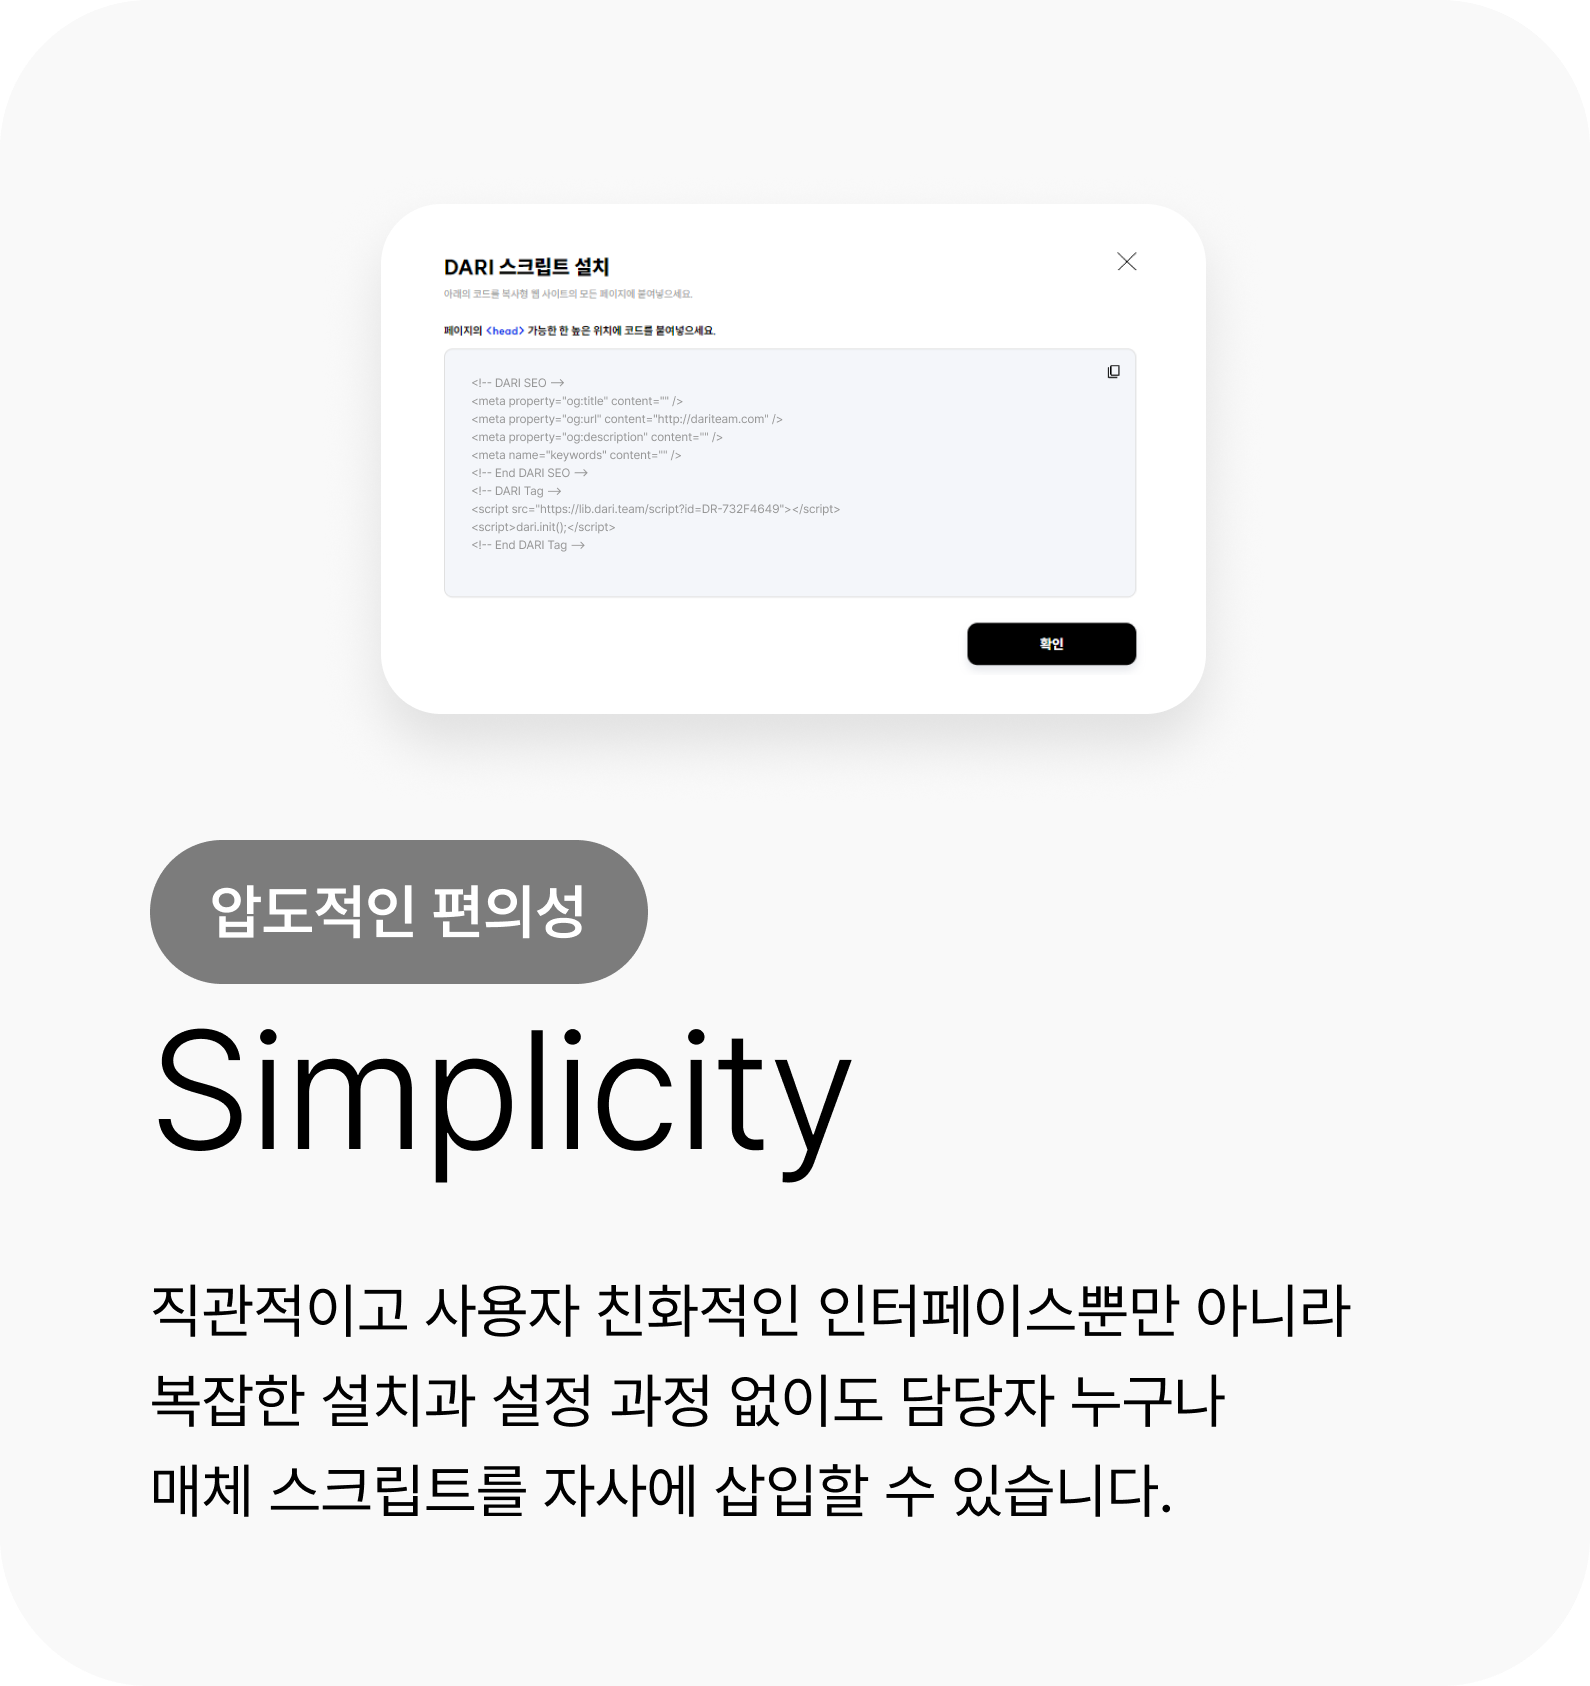 DARI 스크립트 설치
아래의 코드를 복사형 웹 사이트의 모든 페이지에 붙여넣으세요.
페이지의 <head> 가능한 한 높은 위치에 코드를 붙여넣으세요.
<!-- DARI SEO -->
<meta property="og:title" content="" />
<meta property="og:url" content="http://dariteam.com" />
<meta property="og:description" content="" />
<meta name="keywords" content="" />
<!-- End DARI SEO -->
<!-- DARI Tag -->
<script src="https://lib.dari.team/script?id=DR-732F4649"></script>
<script>dari.init();</script>
<!-- End DARI Tag -->
확인
압도적인 편의성
Simplicity
직관적이고 사용자 친화적인 인터페이스뿐만 아니라
복잡한 설치과 설정 과정 없이도 담당자 누구나
매체 스크립트를 자사에 삽입할 수 있습니다.